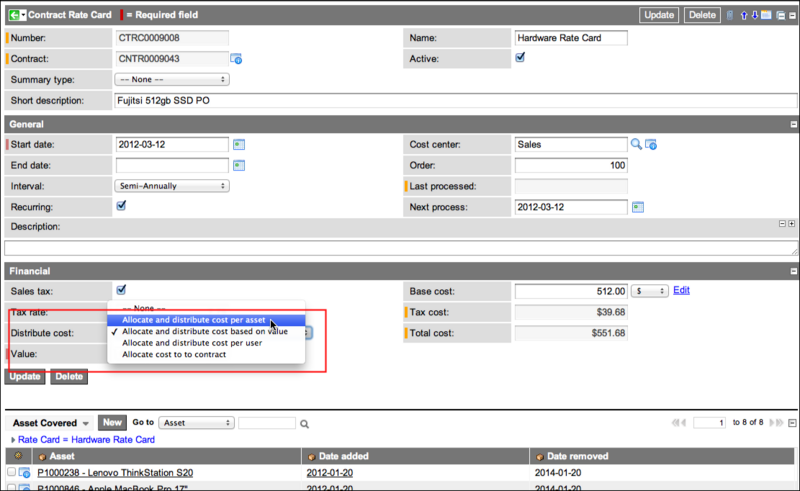 Contract Rate Card = Required field Update Delete
Number: CTRC0009008 Name: Hardware Rate Card
Contract: CNTR0009043 Active:
Summary type: -- None --
Short description: Fujitsi 512gb SSD PO
General
Start date: 2012-03-12 Cost center: Sales
End date: Order: 100
Interval: Semi-Annually Last processed:
Recurring: Next process: 2012-03-12
Description:
Financial
Sales tax: Base cost: 512.00 $ Edit
-- None --
Tax rate: Tax cost: $39.68
Allocate and distribute cost per asset
Distribute cost: ✓ Allocate and distribute cost based on value Total cost: $551.68
Allocate and distribute cost per user
Value: Allocate cost to to contract
Update Delete
Asset Covered New Go to Asset 1 to 8 of 8
Rate Card = Hardware Rate Card
Asset Date added Date removed
P1000238 - Lenovo ThinkStation S20 2012-01-20 2014-01-20
P1000846 - Apple MacBook Pro 17" 2012-01-20 2014-01-20